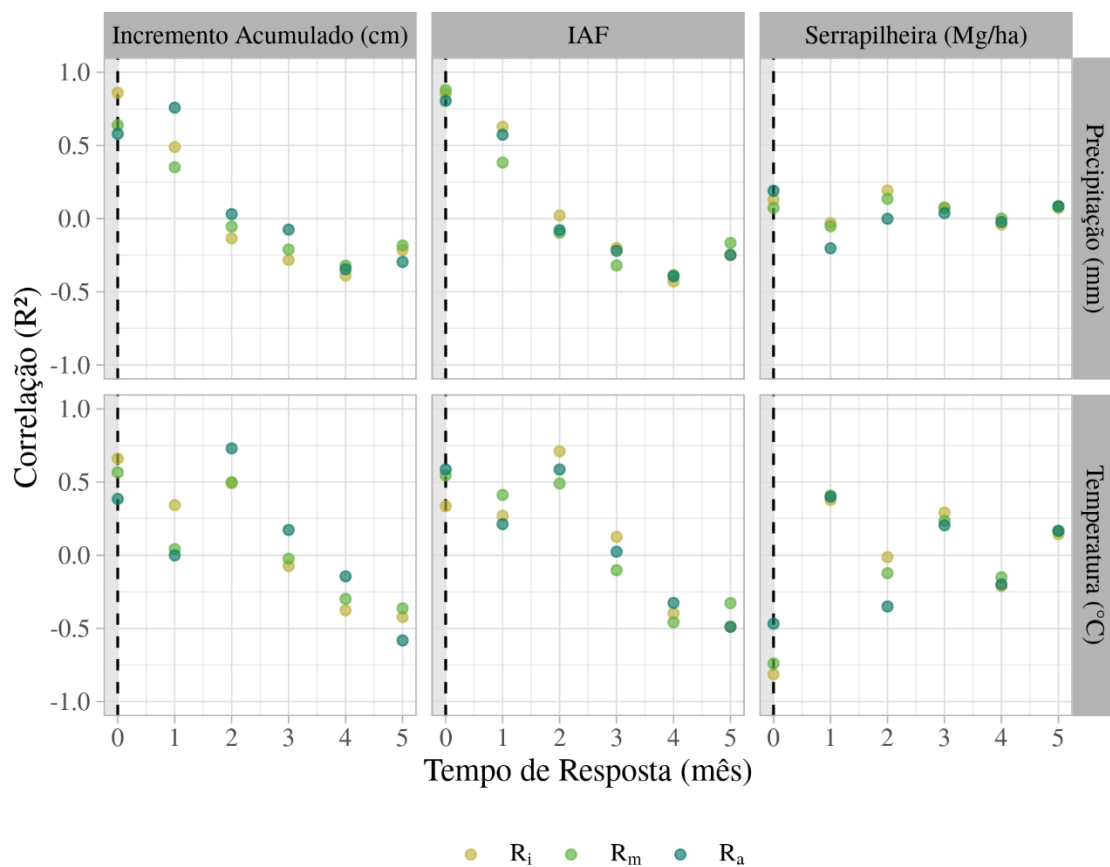 Incremento Acumulado (cm) IAF Serrapilheira (Mg/ha)
1.0
0.5
0.0
-0.5
-1.0
Precipitação (mm)
Correlação (R²)
1.0
0.5
0.0
-0.5
-1.0
Temperatura (°C)
0 1 2 3 4 5 0 1 2 3 4 5 0 1 2 3 4 5
Tempo de Resposta (mês)
Rᵢ Rₘ Rₐ